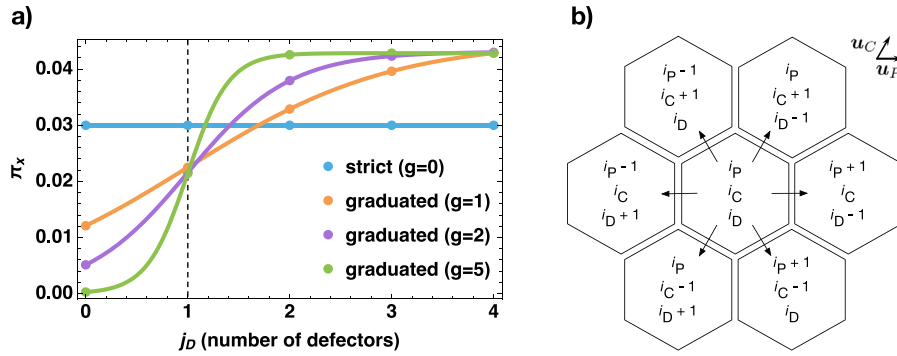 a)
π_x
0.04
0.03
0.02
0.01
0.00
0 1 2 3 4
j_D (number of defectors)
strict (g=0)
graduated (g=1)
graduated (g=2)
graduated (g=5)
b)
u_C
u_P
i_P - 1
i_C + 1
i_D
i_P
i_C + 1
i_D - 1
i_P - 1
i_C
i_D + 1
i_P
i_C
i_D
i_P + 1
i_C
i_D - 1
i_P
i_C - 1
i_D + 1
i_P + 1
i_C - 1
i_D